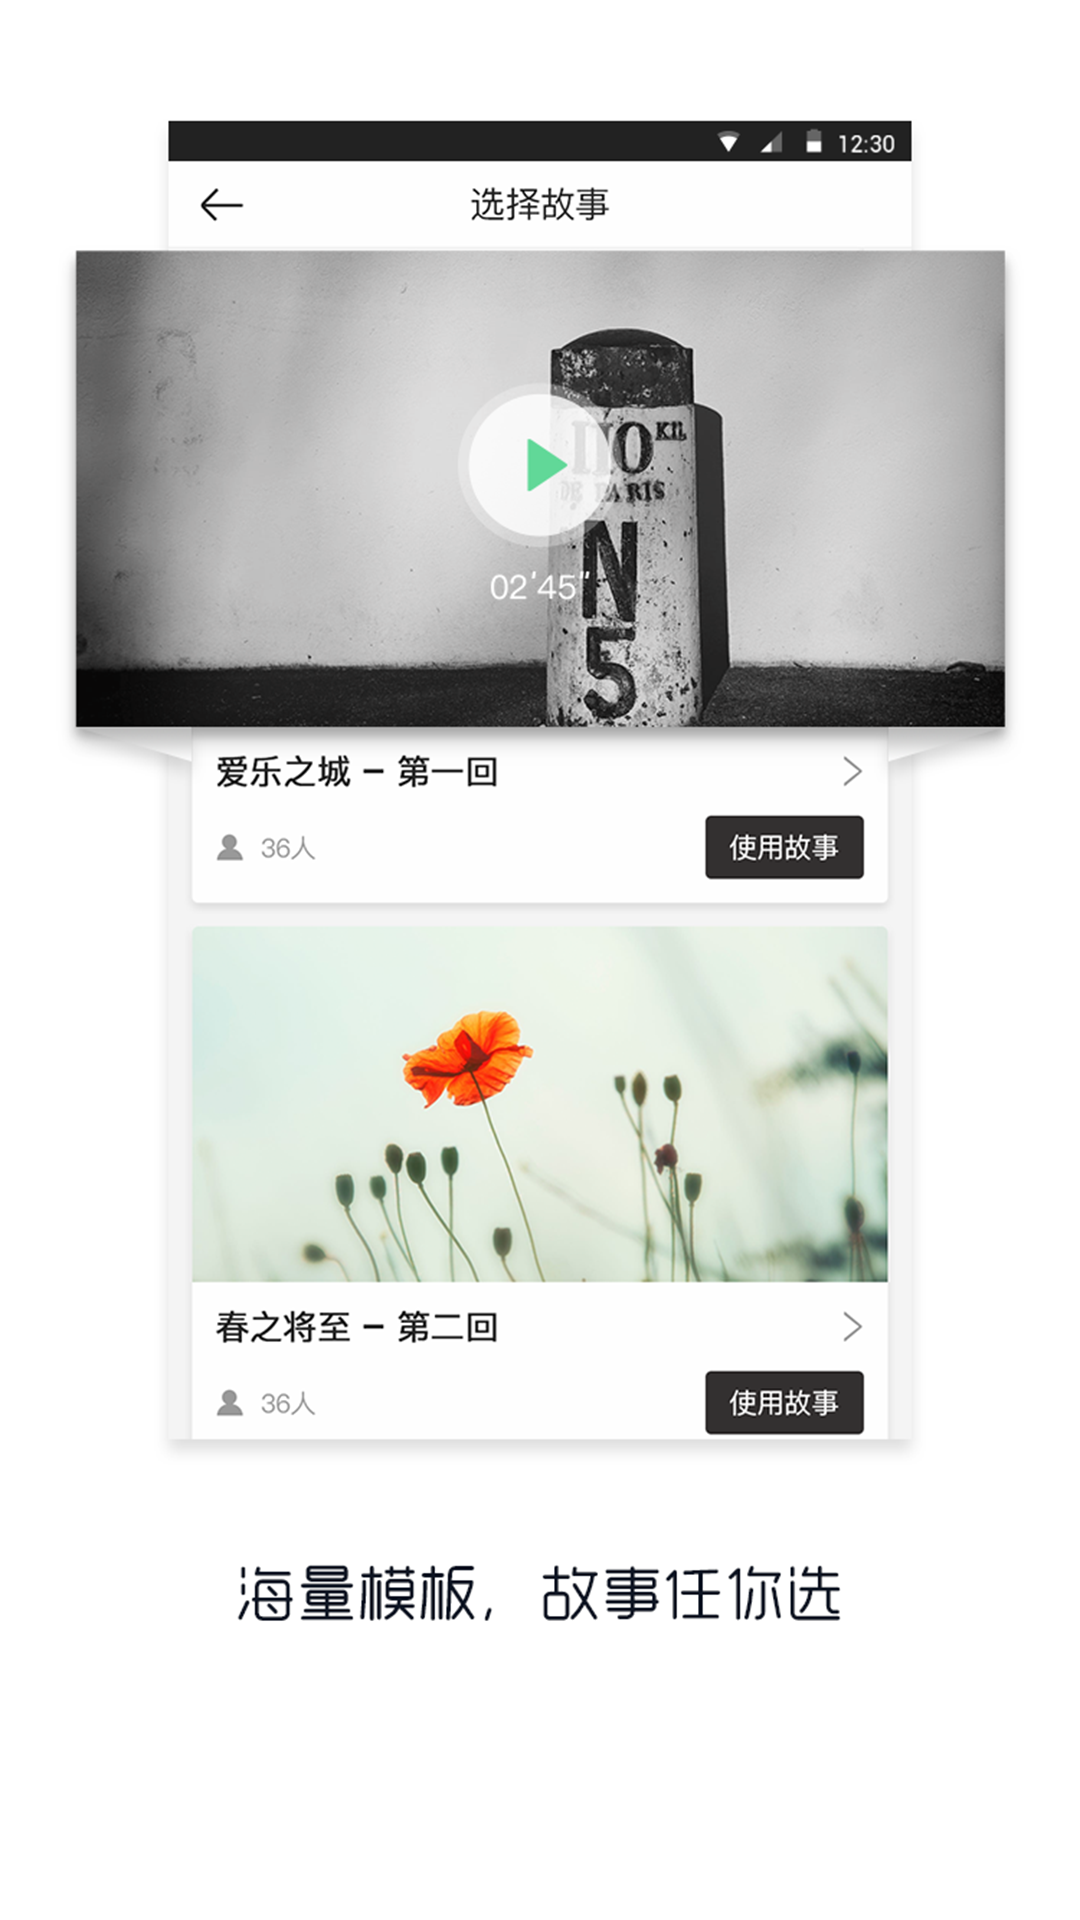 12:30
选择故事
110 KIL.
DE PARIS
N
5
02'45"
爱乐之城 – 第一回
36人
使用故事
春之将至 – 第二回
36人
使用故事
海量模板，故事任你选